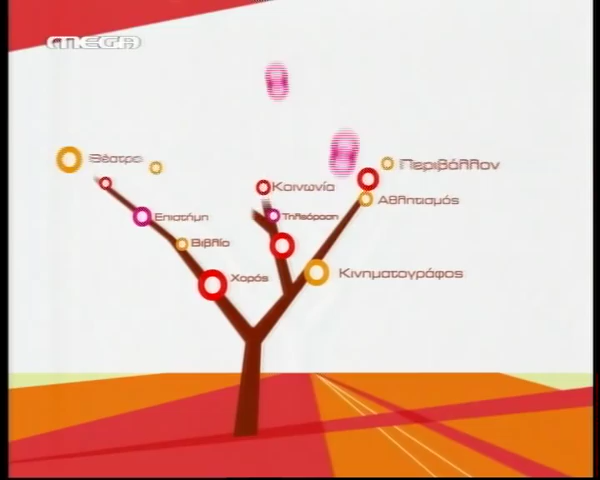 MEGA
Θέατρο
Κοινωνία
Περιβάλλον
Αθλητισμός
Επιστήμη
Τηλεόραση
Βιβλίο
Χορός
Κινηματογράφος